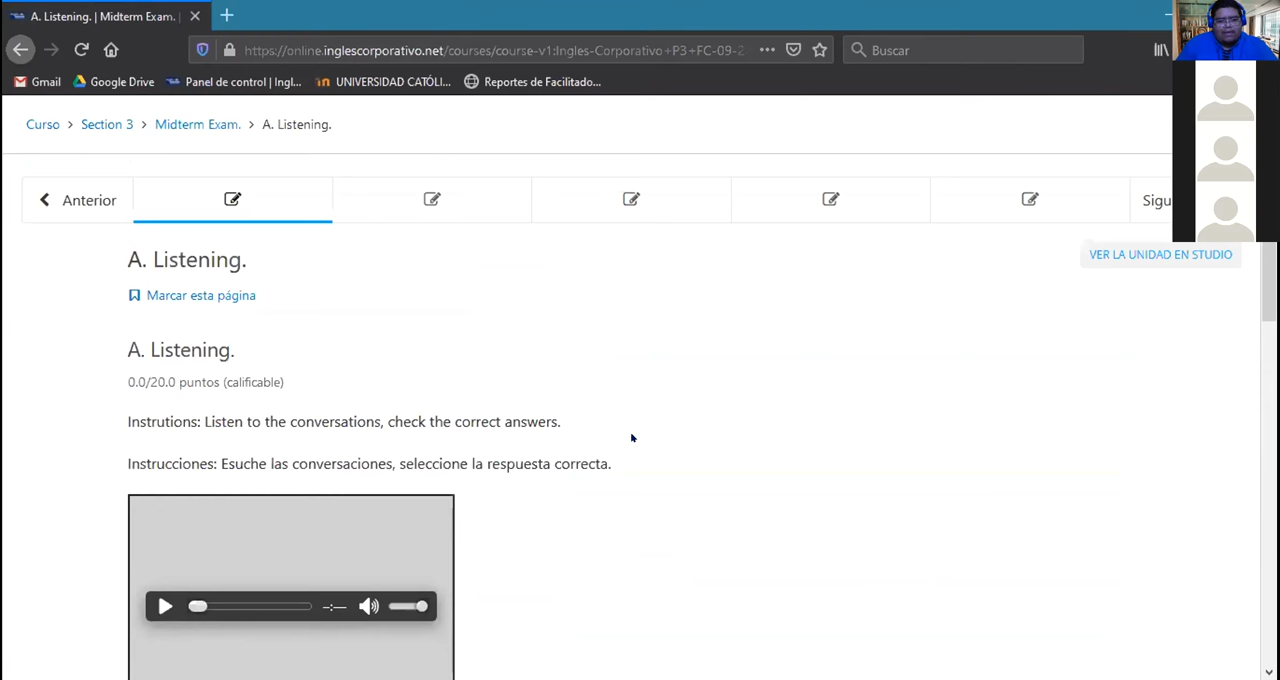 A. Listening. | Midterm Exam. |
https://online.inglescorporativo.net/courses/course-v1:Ingles-Corporativo+P3+FC-09-2
Buscar
Gmail Google Drive Panel de control | Ingl... UNIVERSIDAD CATÓLI... Reportes de Facilitado...
Curso > Section 3 > Midterm Exam. > A. Listening.
Anterior
Sigu
A. Listening.
VER LA UNIDAD EN STUDIO
Marcar esta página
A. Listening.
0.0/20.0 puntos (calificable)
Instrutions: Listen to the conversations, check the correct answers.
Instrucciones: Esuche las conversaciones, seleccione la respuesta correcta.
-:--